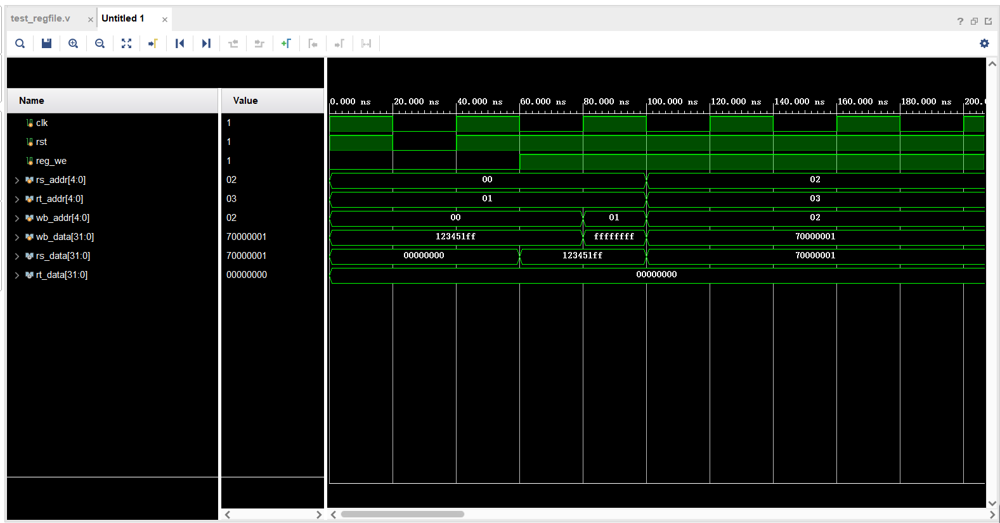 test_regfile.v × Untitled 1 ×
? 
Name Value
0.000 ns 20.000 ns 40.000 ns 60.000 ns 80.000 ns 100.000 ns 120.000 ns 140.000 ns 160.000 ns 180.000 ns 200.0
clk 1
rst 1
reg_we 1
rs_addr[4:0] 02 00 02
rt_addr[4:0] 03 01 03
wb_addr[4:0] 02 00 01 02
wb_data[31:0] 70000001 123451ff ffffffff 70000001
rs_data[31:0] 70000001 00000000 123451ff 70000001
rt_data[31:0] 00000000 00000000